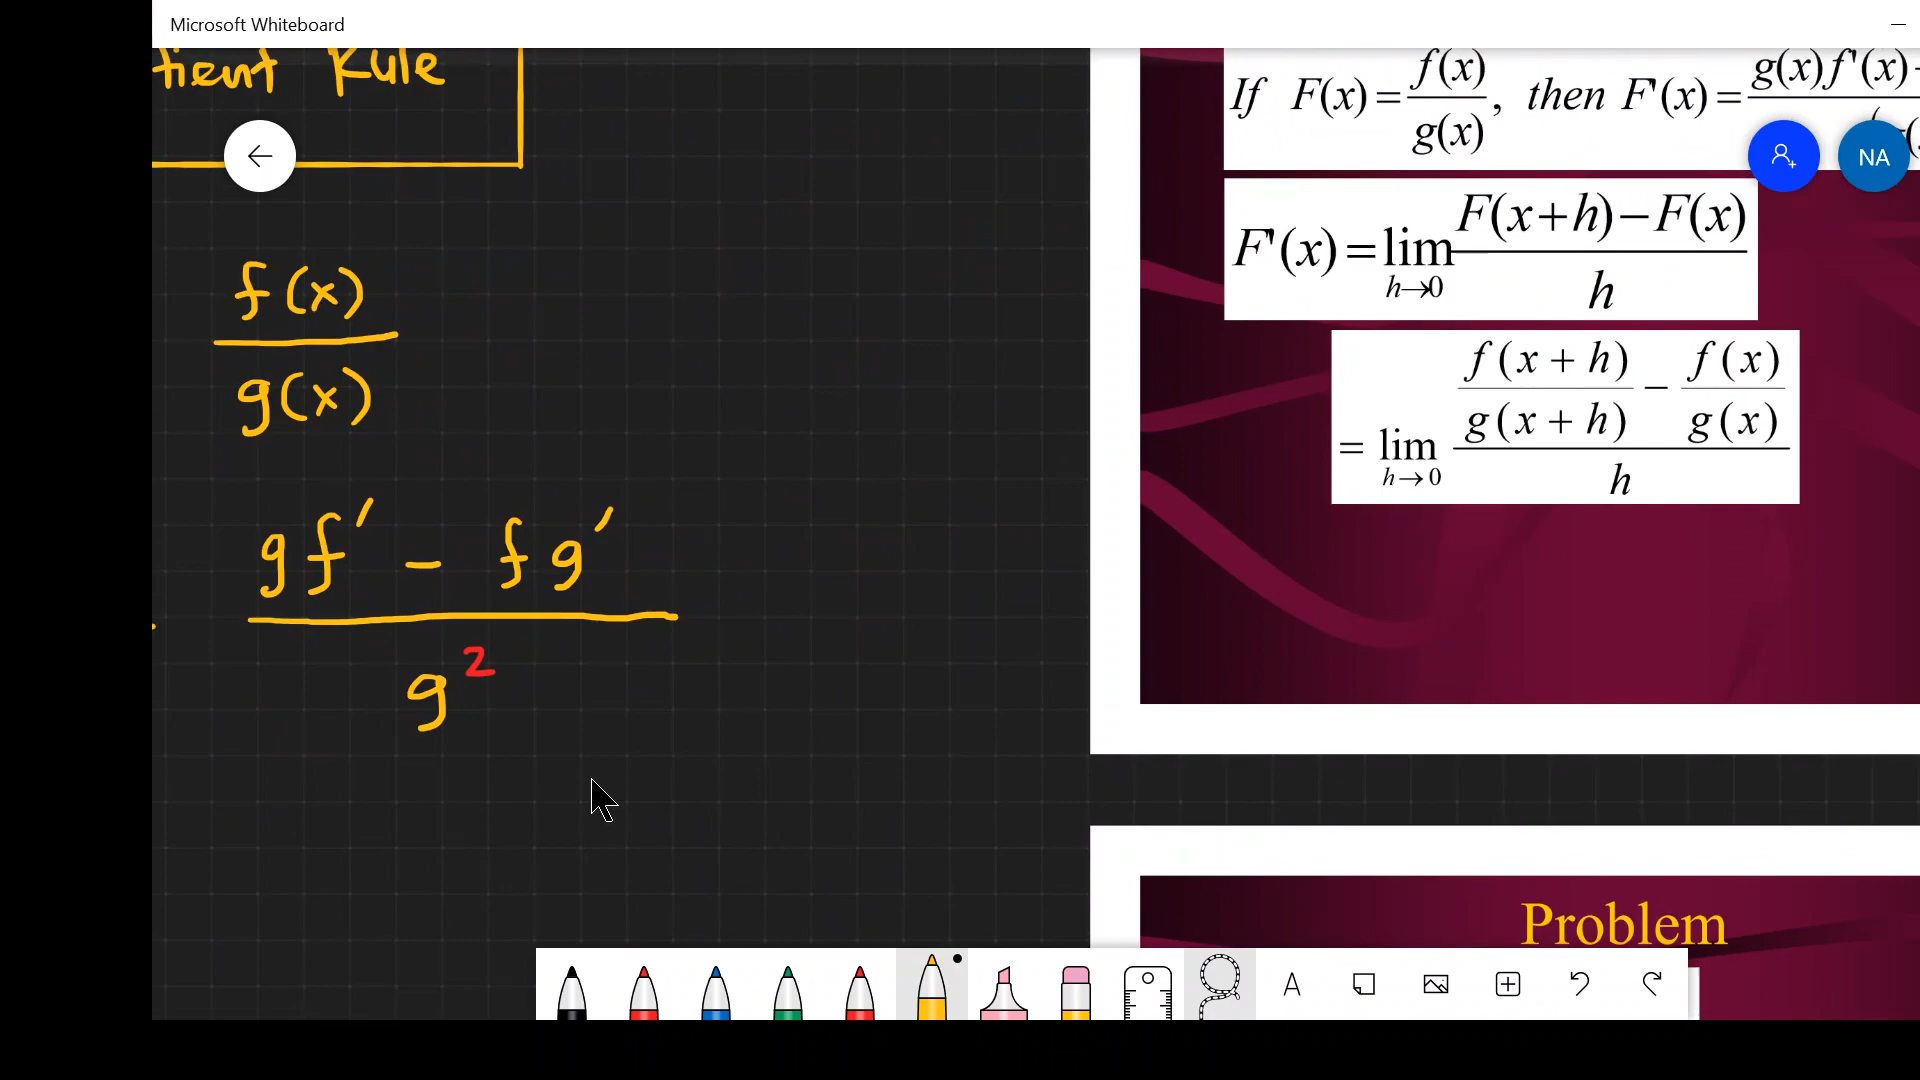 Microsoft Whiteboard
tient Rule
f(x)
g(x)
gf′ − fg′
g²
If F(x) = f(x)/g(x), then F'(x) = g(x)f'(x)
F'(x) = lim h→0 F(x+h) − F(x) / h
= lim h→0 f(x + h)/g(x + h) − f(x)/g(x) / h
NA
Problem
A